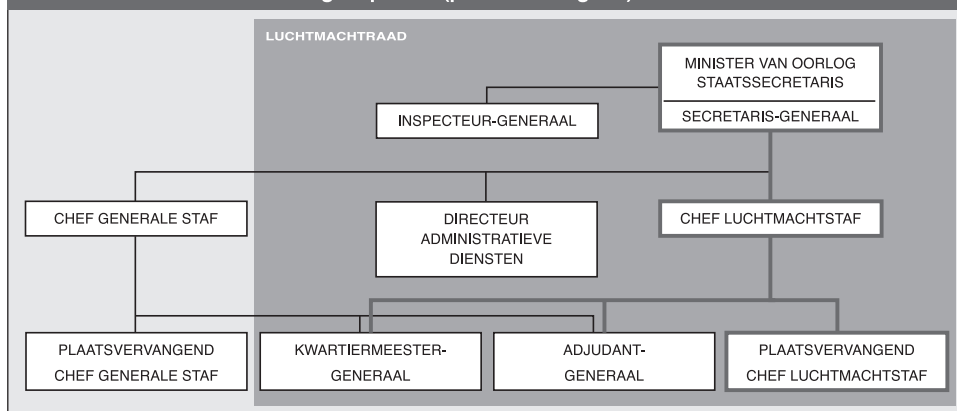 LUCHTMACHTRAAD
MINISTER VAN OORLOG
STAATSSECRETARIS
SECRETARIS-GENERAAL
INSPECTEUR-GENERAAL
CHEF GENERALE STAF
DIRECTEUR
ADMINISTRATIEVE
DIENSTEN
CHEF LUCHTMACHTSTAF
PLAATSVERVANGEND
CHEF GENERALE STAF
KWARTIERMEESTER-
GENERAAL
ADJUDANT-
GENERAAL
PLAATSVERVANGEND
CHEF LUCHTMACHTSTAF